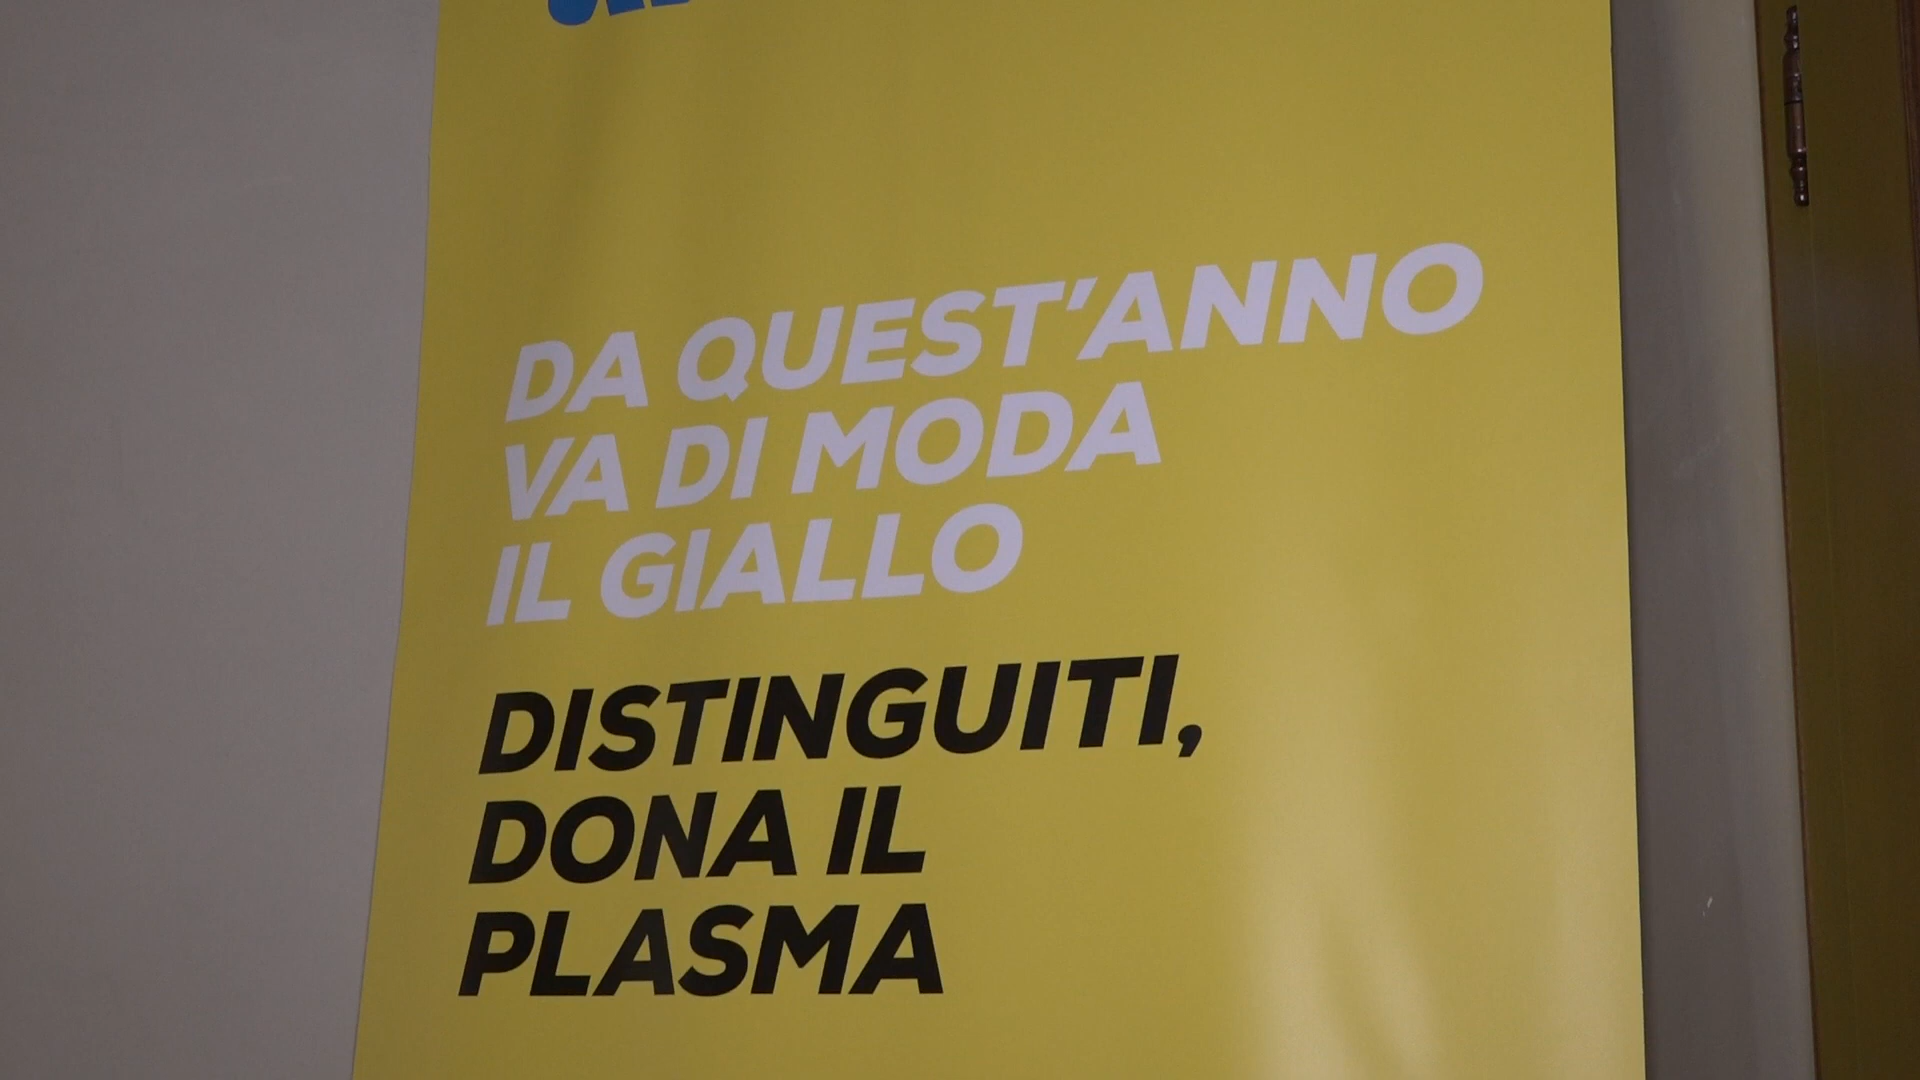 DA QUEST'ANNO
VA DI MODA
IL GIALLO
DISTINGUITI,
DONA IL
PLASMA